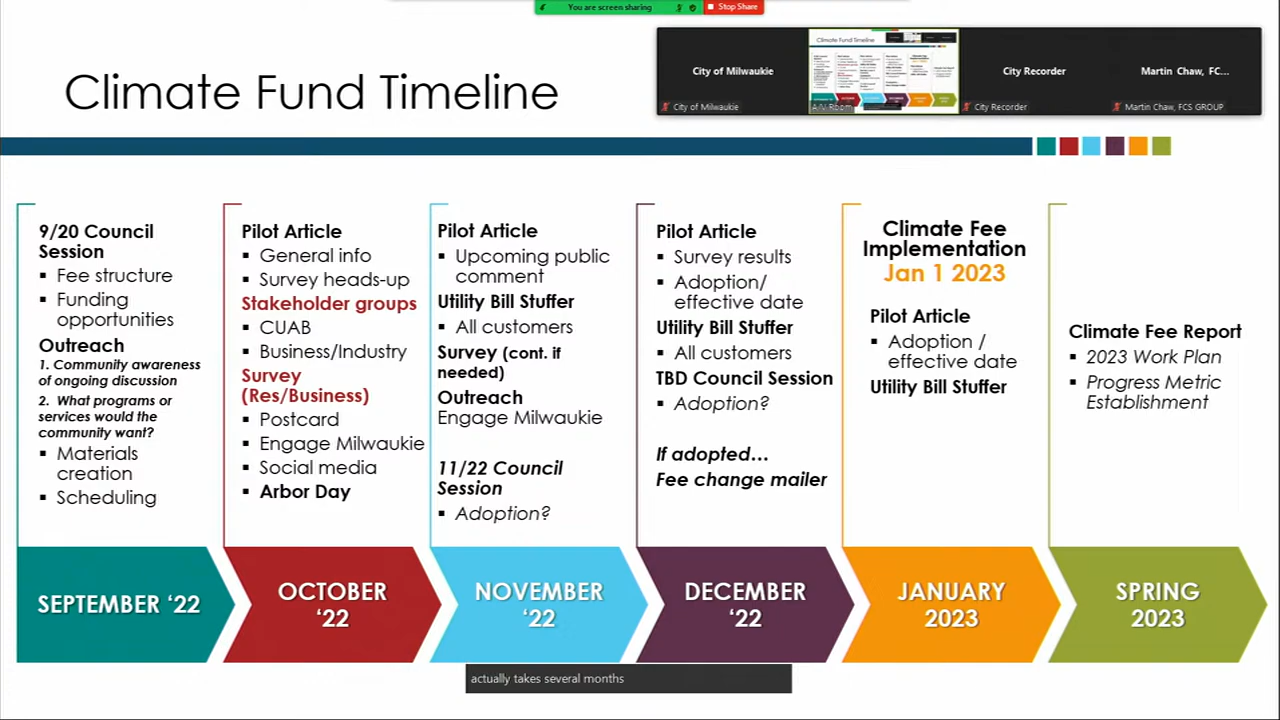 You are screen sharing
Stop Share
Climate Fund Timeline
City of Milwaukie
City of Milwaukie
Climate Fund Timeline
A/V Room
City Recorder
City Recorder
Martin Chaw, FC...
Martin Chaw, FCS GROUP
9/20 Council
Session
▪ Fee structure
▪ Funding
opportunities
Outreach
1. Community awareness
of ongoing discussion
2. What programs or
services would the
community want?
▪ Materials
creation
▪ Scheduling
SEPTEMBER ‘22
Pilot Article
▪ General info
▪ Survey heads-up
Stakeholder groups
▪ CUAB
▪ Business/Industry
Survey
(Res/Business)
▪ Postcard
▪ Engage Milwaukie
▪ Social media
▪ Arbor Day
OCTOBER
‘22
Pilot Article
▪ Upcoming public
comment
Utility Bill Stuffer
▪ All customers
Survey (cont. if
needed)
Outreach
Engage Milwaukie
11/22 Council
Session
▪ Adoption?
NOVEMBER
‘22
Pilot Article
▪ Survey results
▪ Adoption/
effective date
Utility Bill Stuffer
▪ All customers
TBD Council Session
▪ Adoption?
If adopted...
Fee change mailer
DECEMBER
‘22
Climate Fee
Implementation
Jan 1 2023
Pilot Article
▪ Adoption /
effective date
Utility Bill Stuffer
JANUARY
2023
Climate Fee Report
▪ 2023 Work Plan
▪ Progress Metric
Establishment
SPRING
2023
actually takes several months